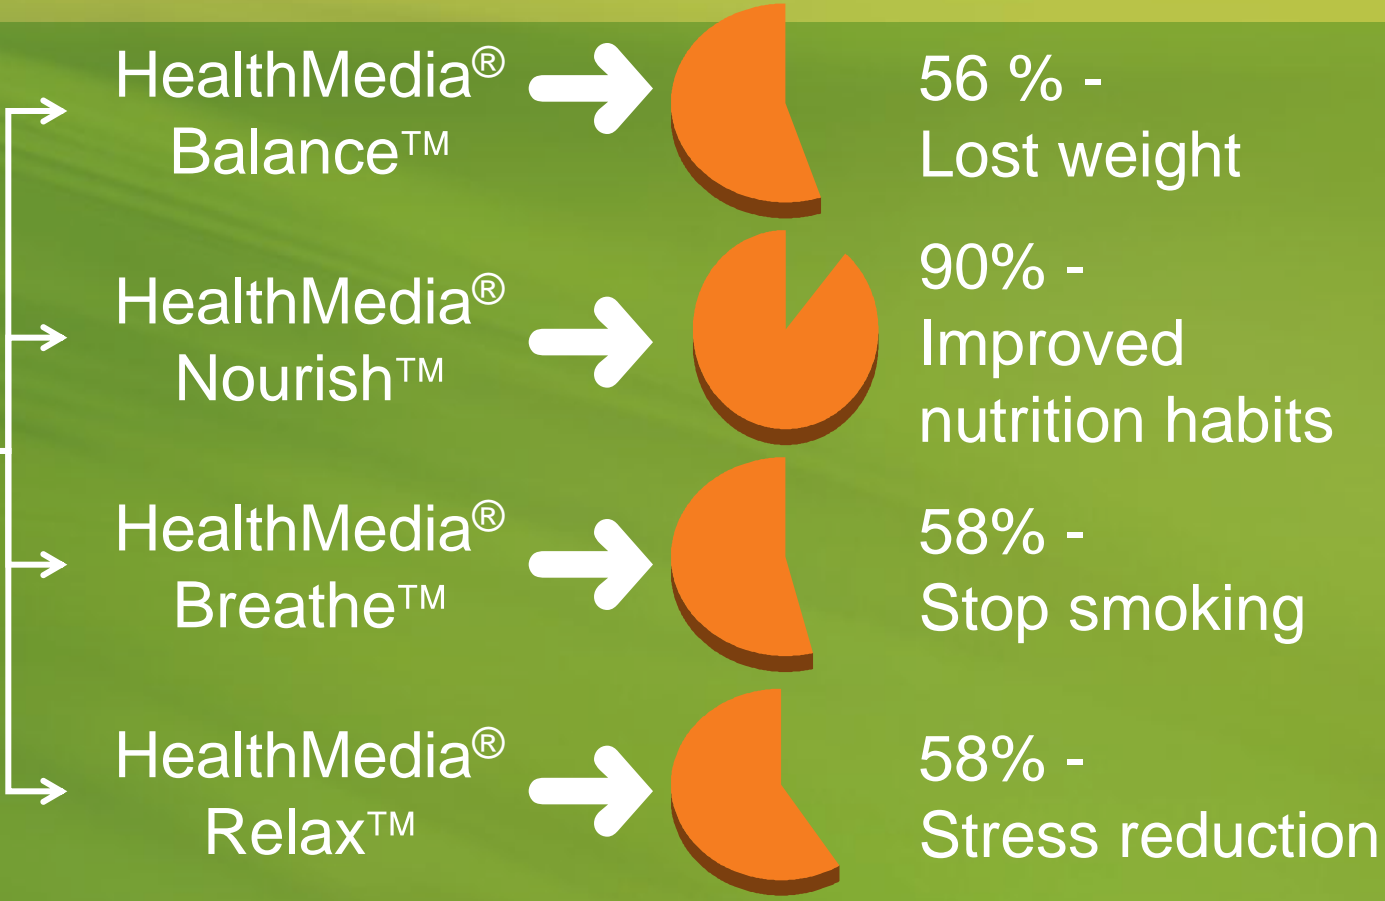 HealthMedia®
Balance™
56 % -
Lost weight
HealthMedia®
Nourish™
90% -
Improved
nutrition habits
HealthMedia®
Breathe™
58% -
Stop smoking
HealthMedia®
Relax™
58% -
Stress reduction